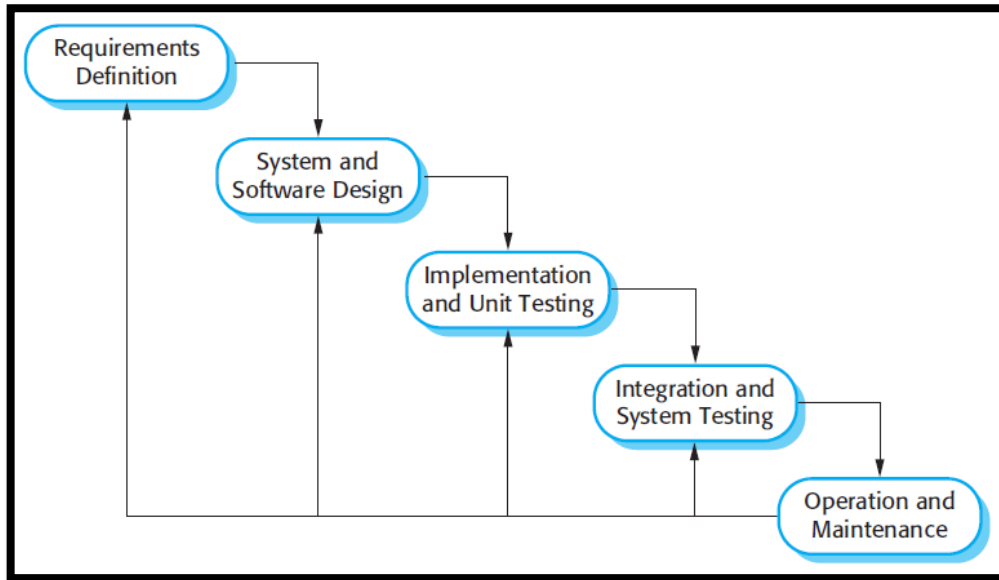 Requirements
Definition
System and
Software Design
Implementation
and Unit Testing
Integration and
System Testing
Operation and
Maintenance